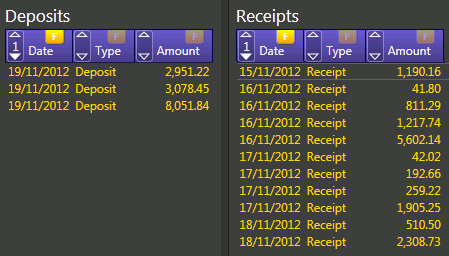 Deposits
1 Date F Type F Amount F
19/11/2012 Deposit 2,951.22
19/11/2012 Deposit 3,078.45
19/11/2012 Deposit 8,051.84
Receipts
1 Date F Type F Amount F
15/11/2012 Receipt 1,190.16
16/11/2012 Receipt 41.80
16/11/2012 Receipt 811.29
16/11/2012 Receipt 1,217.74
16/11/2012 Receipt 5,602.14
17/11/2012 Receipt 42.02
17/11/2012 Receipt 192.66
17/11/2012 Receipt 259.22
17/11/2012 Receipt 1,905.25
18/11/2012 Receipt 510.50
18/11/2012 Receipt 2,308.73